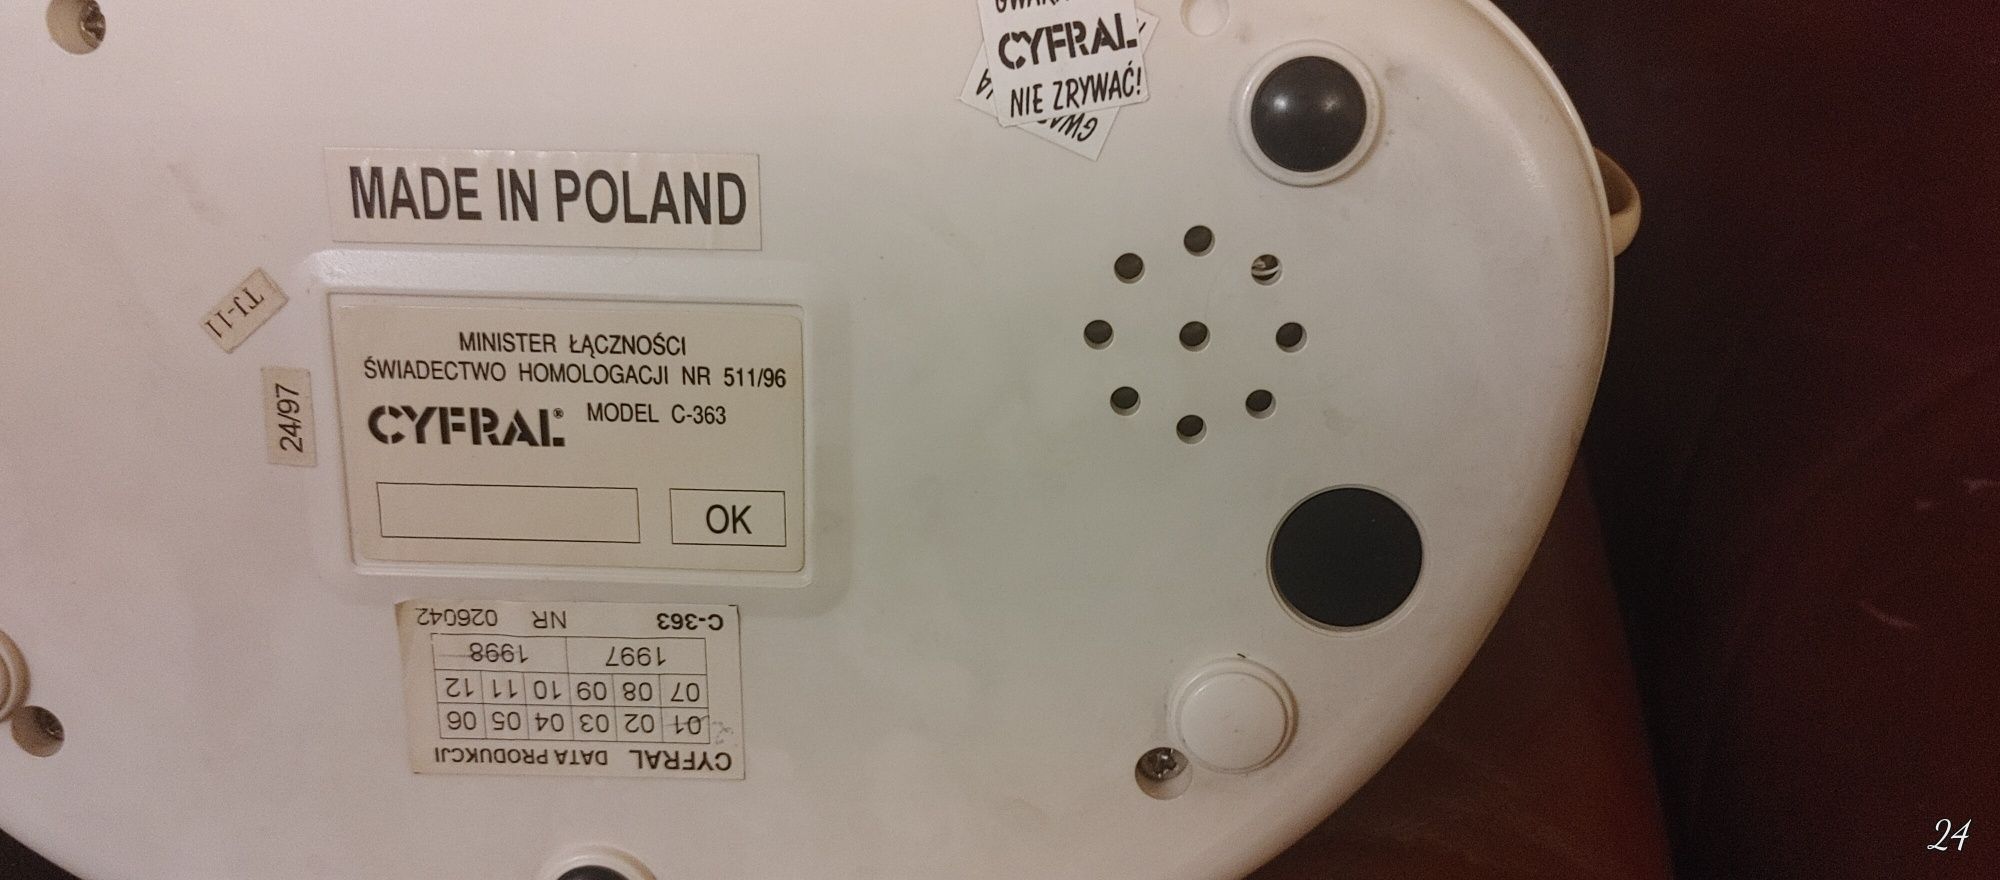 CYFRAL
NIE ZRYWAĆ!
MADE IN POLAND
TJ-11
24/97
MINISTER ŁĄCZNOŚCI
ŚWIADECTWO HOMOLOGACJI NR 511/96
CYFRAL® MODEL C-363
OK
CYFRAL DATA PRODUKCJI
01 02 03 04 05 06
07 08 09 10 11 12
1997 1998
C-363 NR 026042
24